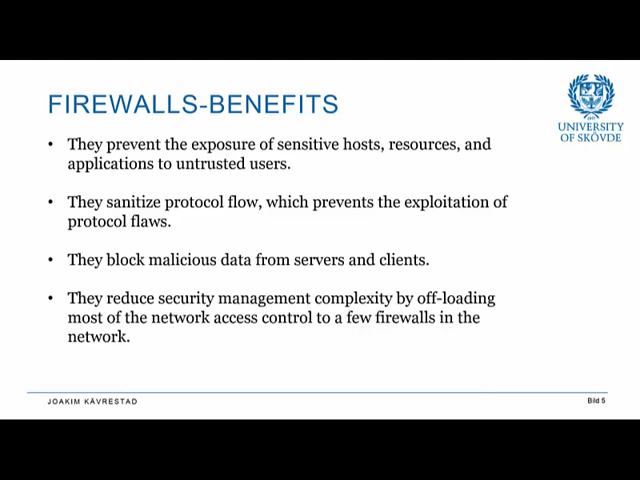 FIREWALLS-BENEFITS
UNIVERSITY
OF SKÖVDE
• They prevent the exposure of sensitive hosts, resources, and
applications to untrusted users.
• They sanitize protocol flow, which prevents the exploitation of
protocol flaws.
• They block malicious data from servers and clients.
• They reduce security management complexity by off-loading
most of the network access control to a few firewalls in the
network.
JOAKIM KÄVRESTAD
Bild 5